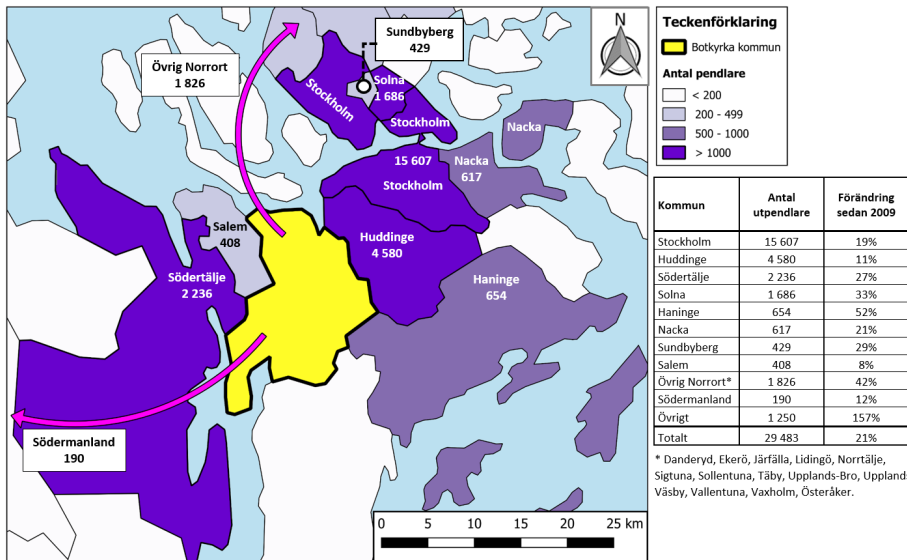 Sundbyberg
429
Övrig Norrort
1 826
Stockholm
Solna
1 686
Stockholm
Nacka
15 607
Stockholm
Nacka
617
Salem
408
Huddinge
4 580
Södertälje
2 236
Haninge
654
Södermanland
190
N
0 5 10 15 20 25 km
Teckenförklaring
Botkyrka kommun
Antal pendlare
< 200
200 - 499
500 - 1000
> 1000
Kommun Antal utpendlare Förändring sedan 2009
Stockholm 15 607 19%
Huddinge 4 580 11%
Södertälje 2 236 27%
Solna 1 686 33%
Haninge 654 52%
Nacka 617 21%
Sundbyberg 429 29%
Salem 408 8%
Övrig Norrort* 1 826 42%
Södermanland 190 12%
Övrigt 1 250 157%
Totalt 29 483 21%
* Danderyd, Ekerö, Järfälla, Lidingö, Norrtälje,
Sigtuna, Sollentuna, Täby, Upplands-Bro, Upplands
Väsby, Vallentuna, Vaxholm, Österåker.